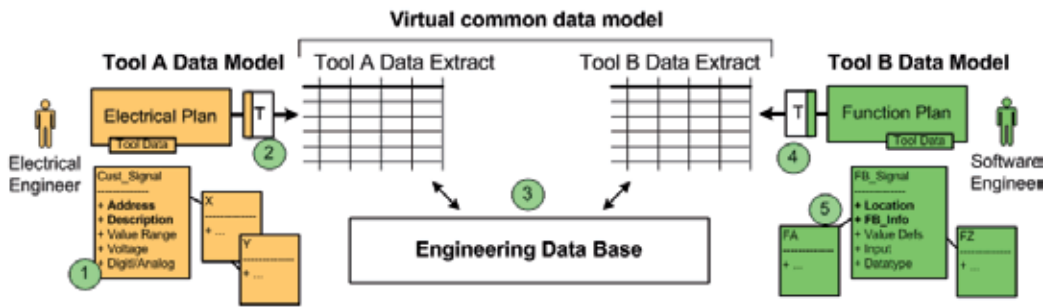 Virtual common data model
Tool A Data Model
Tool A Data Extract
Tool B Data Extract
Tool B Data Model
Electrical Plan
Tool Data
T
T
Function Plan
Tool Data
Electrical
Engineer
2
4
Software
Engineer
Cust_Signal
------------------
+ Address
+ Description
+ Value Range
+ Voltage
+ Digitl/Analog
1
X
------------------
+ ...
Y
------------------
+ ...
3
Engineering Data Base
5
FB_Signal
------------------
+ Location
+ FB_Info
+ Value Defs
+ Input
+ Datatype
FA
------------------
+ ...
FZ
------------------
+ ...